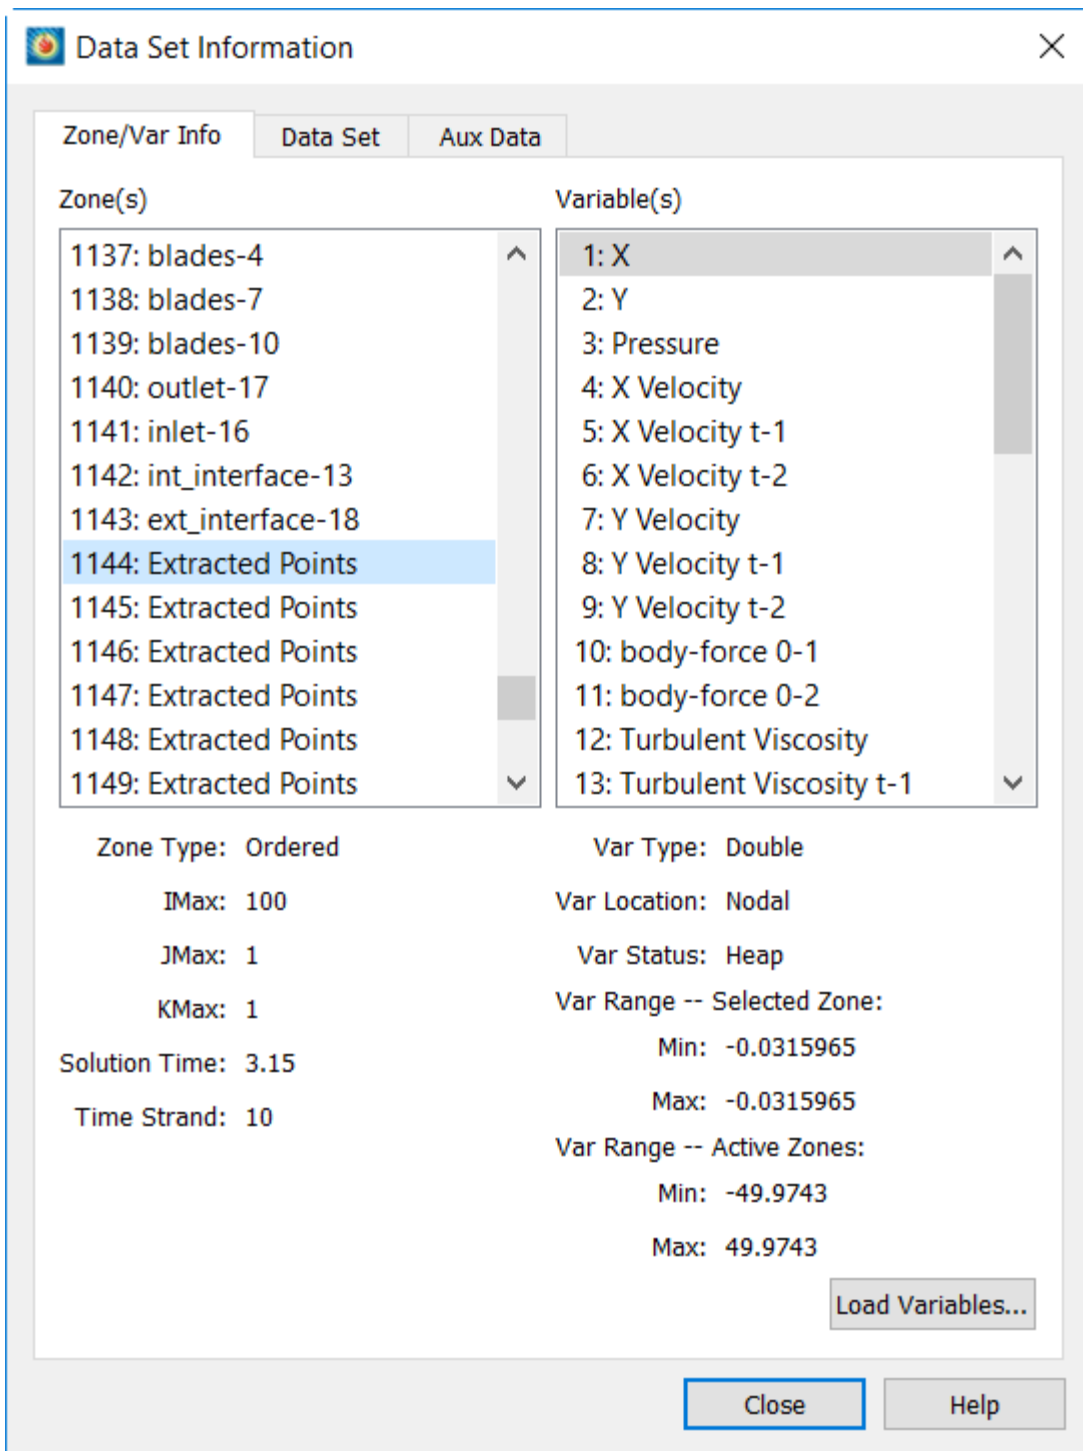 Data Set Information
Zone/Var Info
Data Set
Aux Data
Zone(s)
1137: blades-4
1138: blades-7
1139: blades-10
1140: outlet-17
1141: inlet-16
1142: int_interface-13
1143: ext_interface-18
1144: Extracted Points
1145: Extracted Points
1146: Extracted Points
1147: Extracted Points
1148: Extracted Points
1149: Extracted Points
Zone Type: Ordered
IMax: 100
JMax: 1
KMax: 1
Solution Time: 3.15
Time Strand: 10
Variable(s)
1: X
2: Y
3: Pressure
4: X Velocity
5: X Velocity t-1
6: X Velocity t-2
7: Y Velocity
8: Y Velocity t-1
9: Y Velocity t-2
10: body-force 0-1
11: body-force 0-2
12: Turbulent Viscosity
13: Turbulent Viscosity t-1
Var Type: Double
Var Location: Nodal
Var Status: Heap
Var Range -- Selected Zone:
Min: -0.0315965
Max: -0.0315965
Var Range -- Active Zones:
Min: -49.9743
Max: 49.9743
Load Variables...
Close
Help